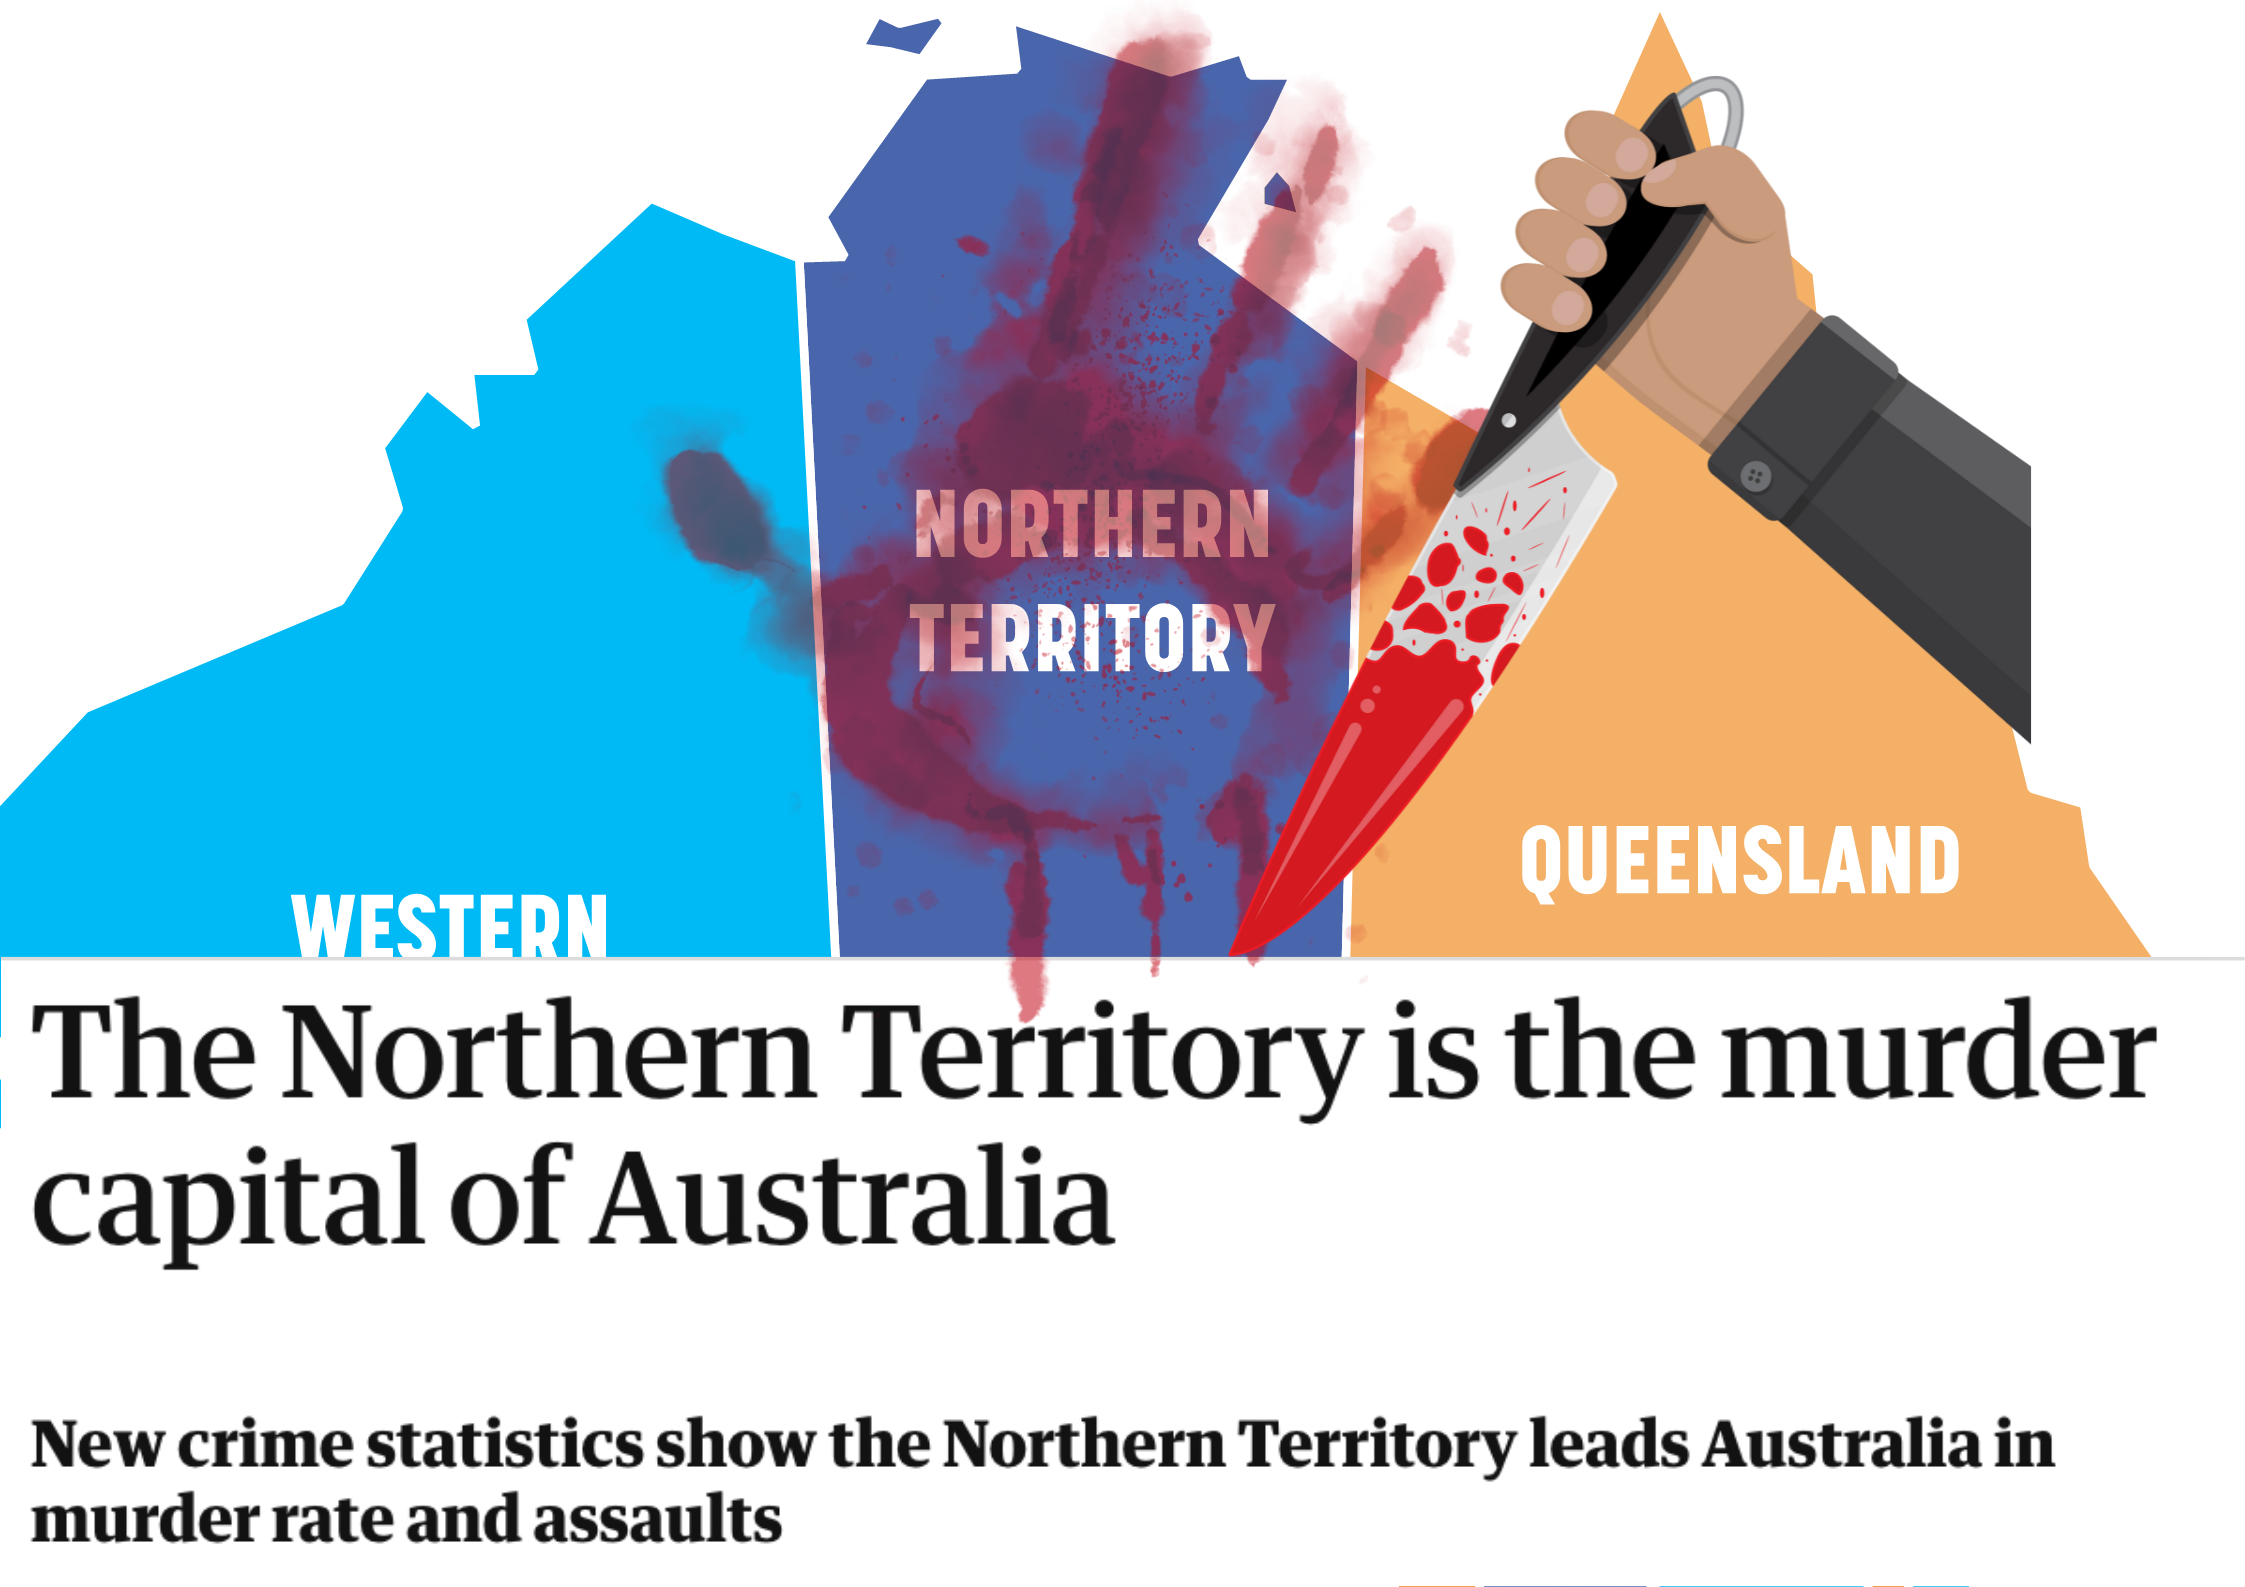 NORTHERN
TERRITORY
QUEENSLAND
WESTERN
The Northern Territory is the murder
capital of Australia
New crime statistics show the Northern Territory leads Australia in
murder rate and assaults